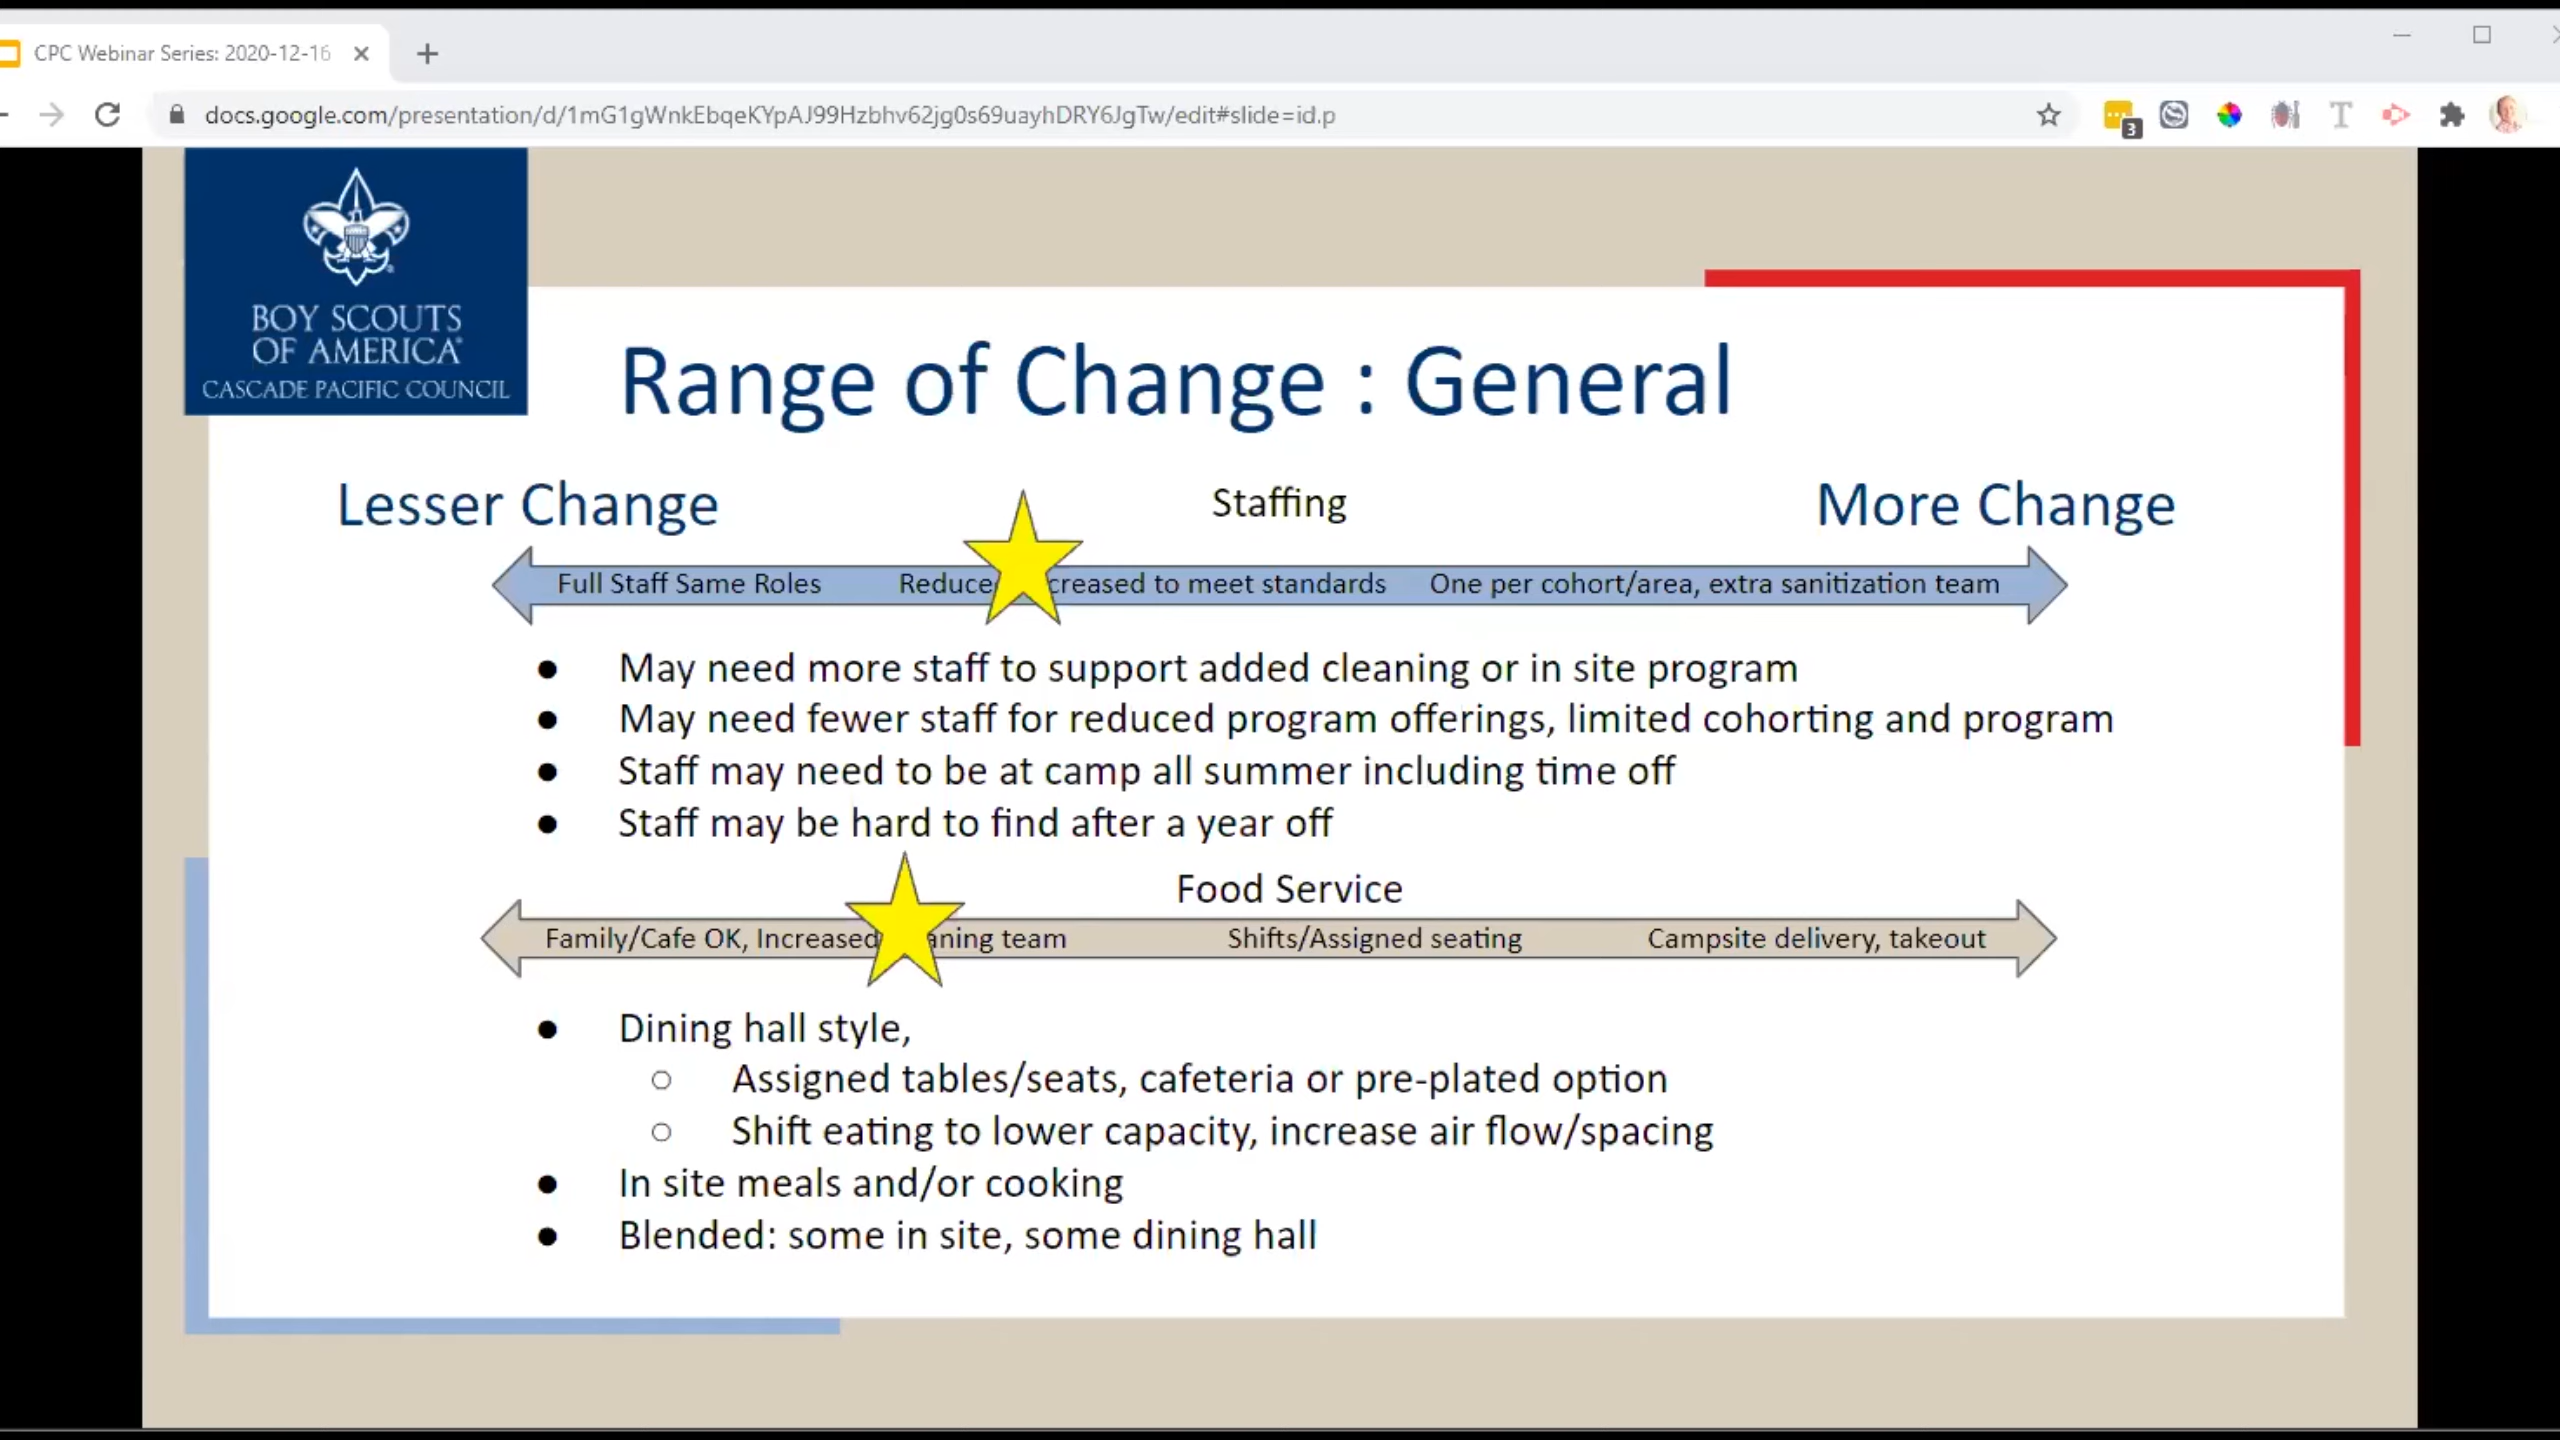 CPC Webinar Series: 2020-12-16
docs.google.com/presentation/d/1mG1gWnkEbqeKYpAJ99Hzbhv62jg0s69uayhDRY6JgTw/edit#slide=id.p
3
T
BOY SCOUTS
OF AMERICA
CASCADE PACIFIC COUNCIL
Range of Change : General
Lesser Change
Staffing
More Change
Full Staff Same Roles
to meet standards
One per cohort/area, extra sanitization team
● May need more staff to support added cleaning or in site program
● May need fewer staff for reduced program offerings, limited cohorting and program
● Staff may need to be at camp all summer including time off
● Staff may be hard to find after a year off
Food Service
Family/Cafe OK, Increased team
Shifts/Assigned seating
Campsite delivery, takeout
● Dining hall style,
○ Assigned tables/seats, cafeteria or pre-plated option
○ Shift eating to lower capacity, increase air flow/spacing
● In site meals and/or cooking
● Blended: some in site, some dining hall